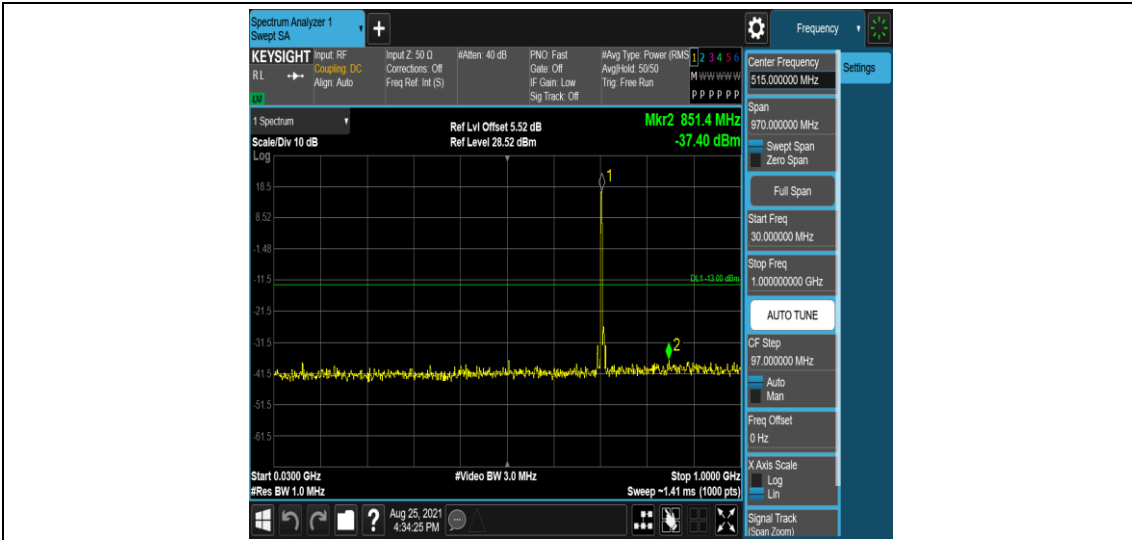 Spectrum Analyzer 1
Swept SA
+
Frequency
KEYSIGHT
RL
Input: RF
Coupling: DC
Align: Auto
Input Z: 50 Ω
Corrections: Off
Freq Ref: Int (S)
#Atten: 40 dB
PNO: Fast
Gate: Off
IF Gain: Low
Sig Track: Off
#Avg Type: Power (RMS
Avg|Hold: 50/50
Trig: Free Run
1 2 3 4 5 6
M W W W W W
P P P P P P
1 Spectrum
Scale/Div 10 dB
Log
Ref Lvl Offset 5.52 dB
Ref Level 28.52 dBm
Mkr2 851.4 MHz
-37.40 dBm
1
18.5
8.52
-1.48
-11.5
DL1 -13.00 dBm
-21.5
-31.5
2
-41.5
-51.5
-61.5
Start 0.0300 GHz
#Res BW 1.0 MHz
#Video BW 3.0 MHz
Stop 1.0000 GHz
Sweep ~1.41 ms (1000 pts)
Center Frequency
515.000000 MHz
Settings
Span
970.000000 MHz
Swept Span
Zero Span
Full Span
Start Freq
30.000000 MHz
Stop Freq
1.000000000 GHz
AUTO TUNE
CF Step
97.000000 MHz
Auto
Man
Freq Offset
0 Hz
X Axis Scale
Log
Lin
Signal Track
(Span Zoom)
?
Aug 25, 2021
4:34:25 PM